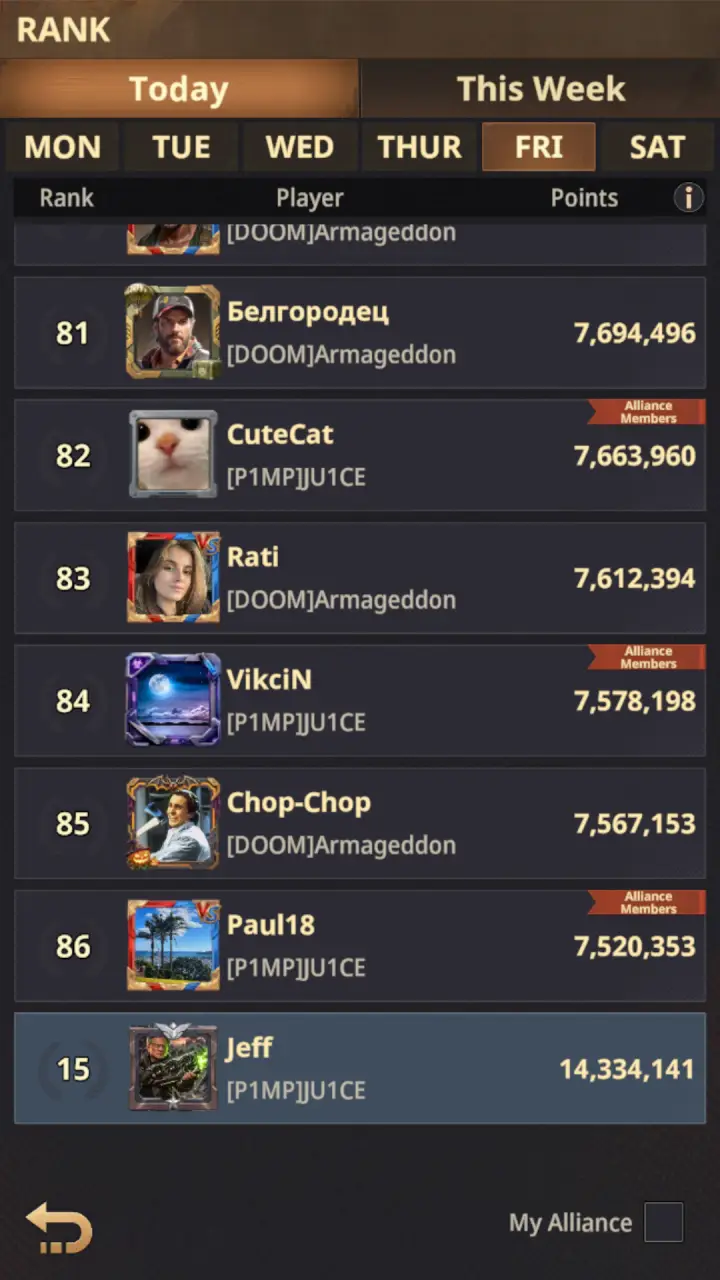 RANK
Today
This Week
MON
TUE
WED
THUR
FRI
SAT
Rank
Player
Points
[DOOM]Armageddon
81
Белгородец
[DOOM]Armageddon
7,694,496
82
CuteCat
[P1MP]JU1CE
Alliance
Members
7,663,960
83
Rati
[DOOM]Armageddon
7,612,394
84
VikciN
[P1MP]JU1CE
Alliance
Members
7,578,198
85
Chop-Chop
[DOOM]Armageddon
7,567,153
86
Paul18
[P1MP]JU1CE
Alliance
Members
7,520,353
15
Jeff
[P1MP]JU1CE
14,334,141
My Alliance